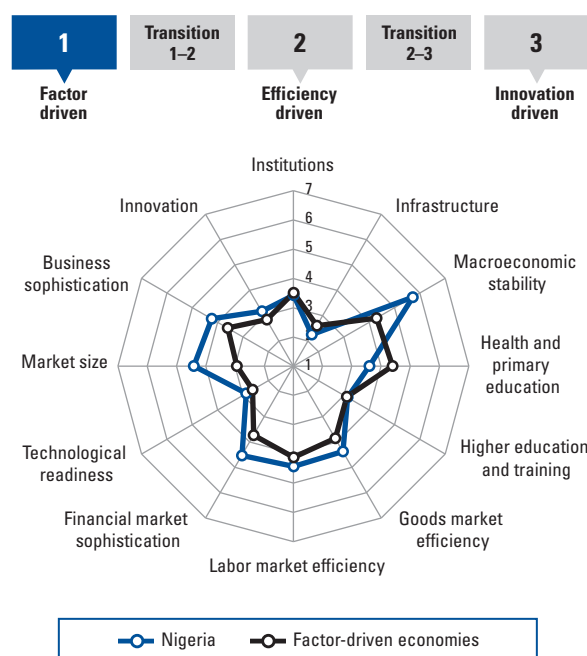 1
Transition
1–2
2
Transition
2–3
3
Factor
driven
Efficiency
driven
Innovation
driven
Institutions
7
Innovation
Infrastructure
6
5
Business
sophistication
Macroeconomic
stability
4
3
Market size
1
Health and
primary
education
Technological
readiness
Higher education
and training
Financial market
sophistication
Goods market
efficiency
Labor market efficiency
Nigeria
Factor-driven economies